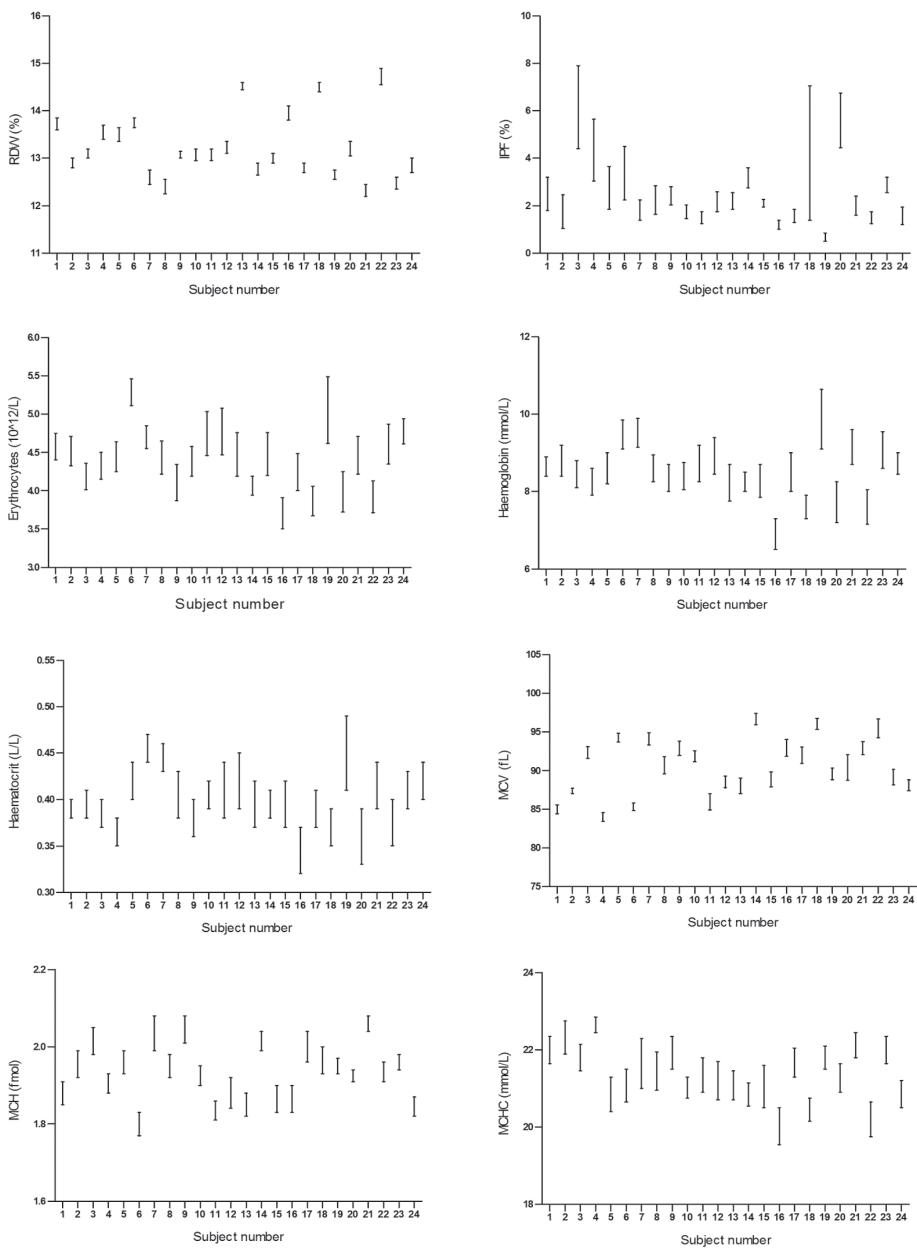 16
15
14
13
12
11
RDW (%)
1 2 3 4 5 6 7 8 9 10 11 12 13 14 15 16 17 18 19 20 21 22 23 24
Subject number
10
8
6
4
2
0
IPF (%)
1 2 3 4 5 6 7 8 9 10 11 12 13 14 15 16 17 18 19 20 21 22 23 24
Subject number
6.0
5.5
5.0
4.5
4.0
3.5
3.0
Erythrocytes (10^12/L)
1 2 3 4 5 6 7 8 9 10 11 12 13 14 15 16 17 18 19 20 21 22 23 24
Subject number
12
10
8
6
Haemoglobin (mmol/L)
1 2 3 4 5 6 7 8 9 10 11 12 13 14 15 16 17 18 19 20 21 22 23 24
Subject number
0.55
0.50
0.45
0.40
0.35
0.30
Haematocrit (L/L)
1 2 3 4 5 6 7 8 9 10 11 12 13 14 15 16 17 18 19 20 21 22 23 24
Subject number
105
100
95
90
85
80
75
MCV (fL)
1 2 3 4 5 6 7 8 9 10 11 12 13 14 15 16 17 18 19 20 21 22 23 24
Subject number
2.2
2.0
1.8
1.6
MCH (fmol)
1 2 3 4 5 6 7 8 9 10 11 12 13 14 15 16 17 18 19 20 21 22 23 24
Subject number
24
22
20
18
MCHC (mmol/L)
1 2 3 4 5 6 7 8 9 10 11 12 13 14 15 16 17 18 19 20 21 22 23 24
Subject number